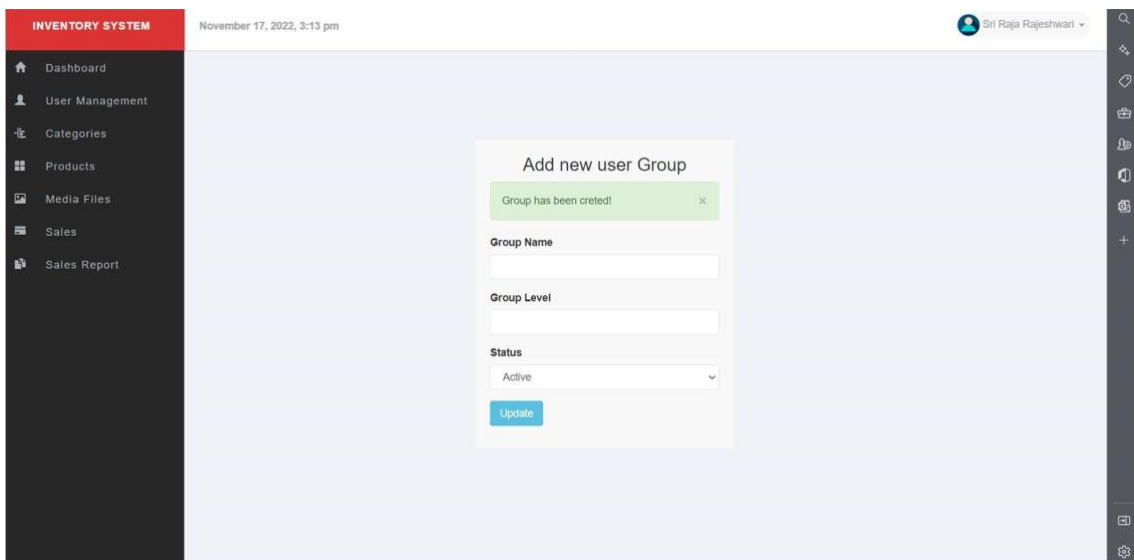 INVENTORY SYSTEM
November 17, 2022, 3:13 pm
Sri Raja Rajeshwari
Dashboard
User Management
Categories
Products
Media Files
Sales
Sales Report
Add new user Group
Group has been creted!
×
Group Name
Group Level
Status
Active
Update